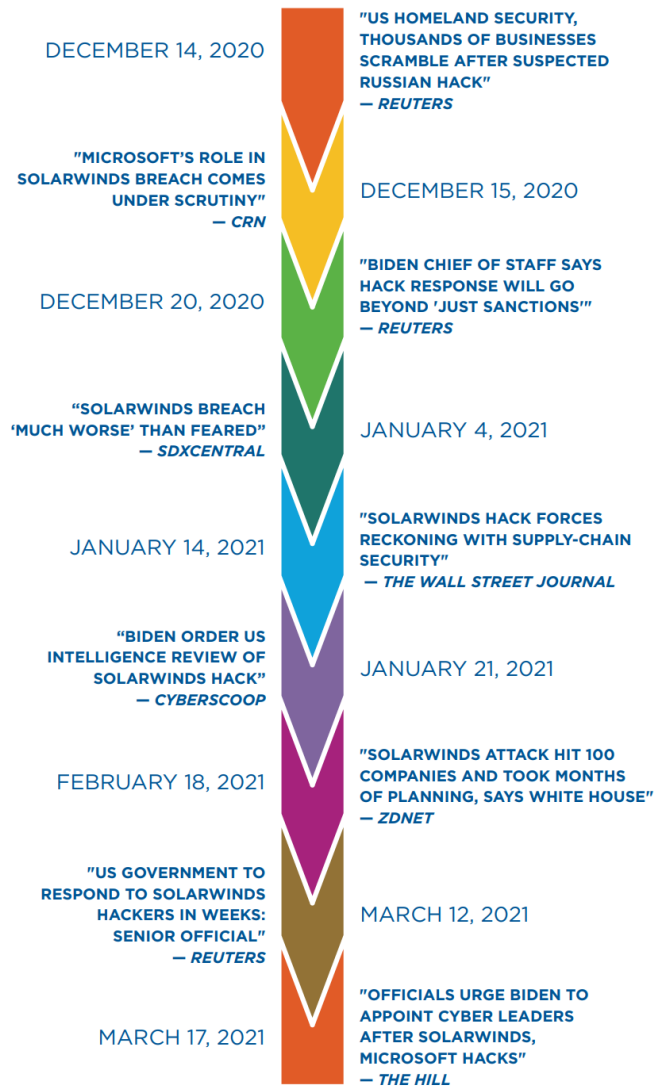 DECEMBER 14, 2020
"US HOMELAND SECURITY,
THOUSANDS OF BUSINESSES
SCRAMBLE AFTER SUSPECTED
RUSSIAN HACK"
— REUTERS
"MICROSOFT’S ROLE IN
SOLARWINDS BREACH COMES
UNDER SCRUTINY"
— CRN
DECEMBER 15, 2020
DECEMBER 20, 2020
"BIDEN CHIEF OF STAFF SAYS
HACK RESPONSE WILL GO
BEYOND 'JUST SANCTIONS'"
— REUTERS
“SOLARWINDS BREACH
‘MUCH WORSE’ THAN FEARED”
— SDXCENTRAL
JANUARY 4, 2021
JANUARY 14, 2021
"SOLARWINDS HACK FORCES
RECKONING WITH SUPPLY-CHAIN
SECURITY"
— THE WALL STREET JOURNAL
“BIDEN ORDER US
INTELLIGENCE REVIEW OF
SOLARWINDS HACK”
— CYBERSCOOP
JANUARY 21, 2021
FEBRUARY 18, 2021
"SOLARWINDS ATTACK HIT 100
COMPANIES AND TOOK MONTHS
OF PLANNING, SAYS WHITE HOUSE"
— ZDNET
"US GOVERNMENT TO
RESPOND TO SOLARWINDS
HACKERS IN WEEKS:
SENIOR OFFICIAL"
— REUTERS
MARCH 12, 2021
MARCH 17, 2021
"OFFICIALS URGE BIDEN TO
APPOINT CYBER LEADERS
AFTER SOLARWINDS,
MICROSOFT HACKS"
— THE HILL